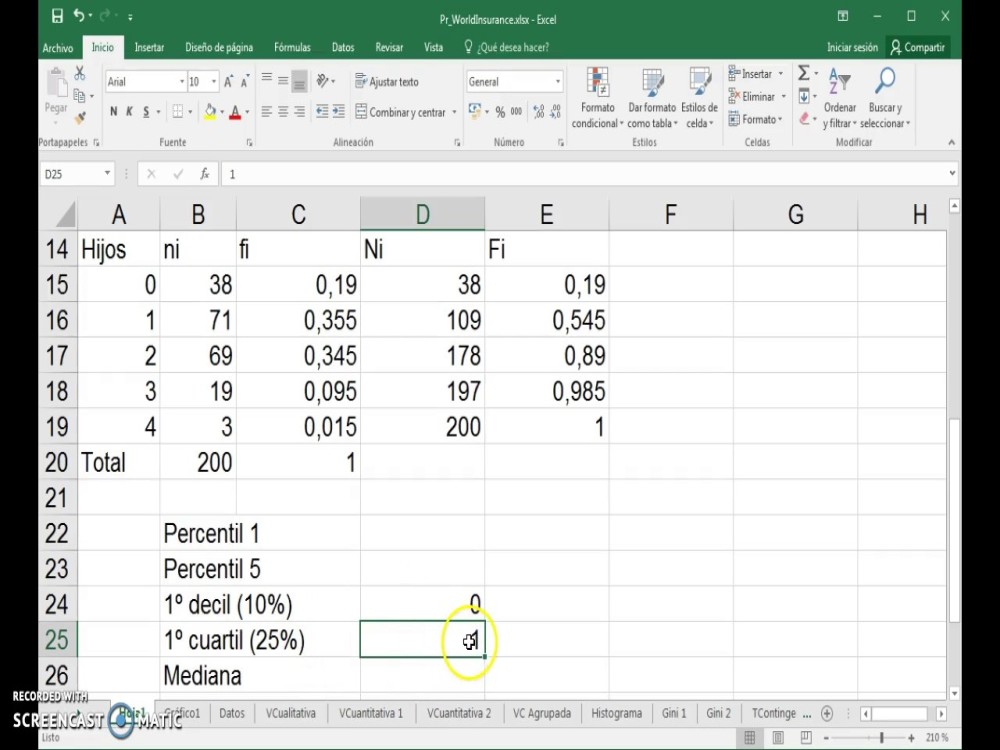 Pr_WorldInsurance.xlsx - Excel
Archivo Inicio Insertar Diseño de página Fórmulas Datos Revisar Vista ¿Qué desea hacer? Iniciar sesión Compartir
Pegar Arial 10 Ajustar texto General Formato condicional Dar formato como tabla Estilos de celda Insertar Ordenar y filtrar Buscar y seleccionar
N K S Combinar y centrar % 000 Eliminar
Formato
Portapapeles Fuente Alineación Número Estilos Celdas Modificar
D25 fx 1
A B C D E F G H
14 Hijos ni fi Ni Fi
15 0 38 0,19 38 0,19
16 1 71 0,355 109 0,545
17 2 69 0,345 178 0,89
18 3 19 0,095 197 0,985
19 4 3 0,015 200 1
20 Total 200 1
21
22 Percentil 1
23 Percentil 5
24 1º decil (10%) 0
25 1º cuartil (25%) 1
26 Mediana
RECORDED WITH
SCREENCAST MATIC
Hoja1 Gráfico1 Datos VCualitativa VCuantitativa 1 VCuantitativa 2 VC Agrupada Histograma Gini 1 Gini 2 TContinge ...
Listo 210 %